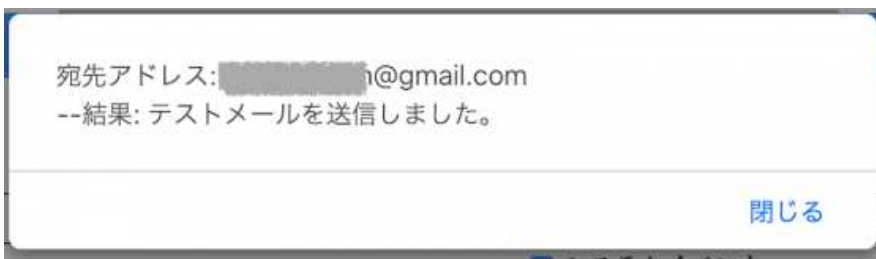 宛先アドレス:　　　　　@gmail.com
--結果: テストメールを送信しました。
閉じる